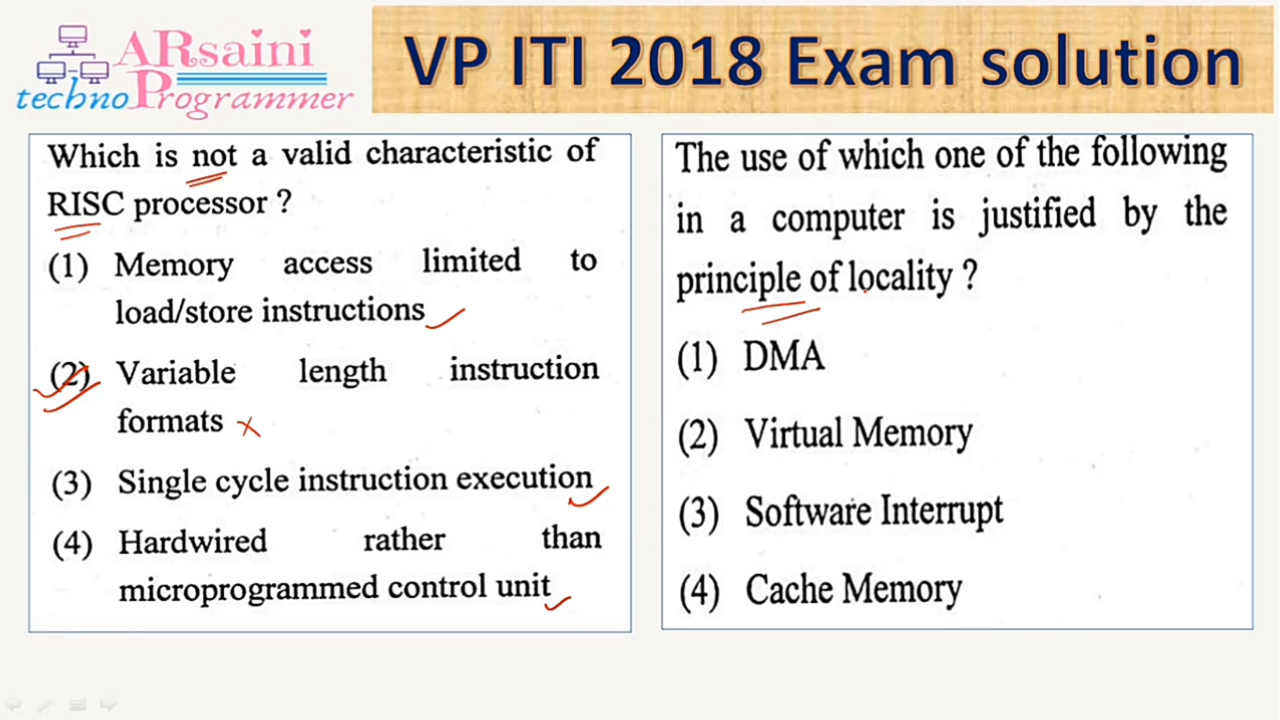 ARsaini
techno Programmer
VP ITI 2018 Exam solution
Which is not a valid characteristic of
RISC processor ?
(1) Memory access limited to
load/store instructions
(2) Variable length instruction
formats
(3) Single cycle instruction execution
(4) Hardwired rather than
microprogrammed control unit
The use of which one of the following
in a computer is justified by the
principle of locality ?
(1) DMA
(2) Virtual Memory
(3) Software Interrupt
(4) Cache Memory